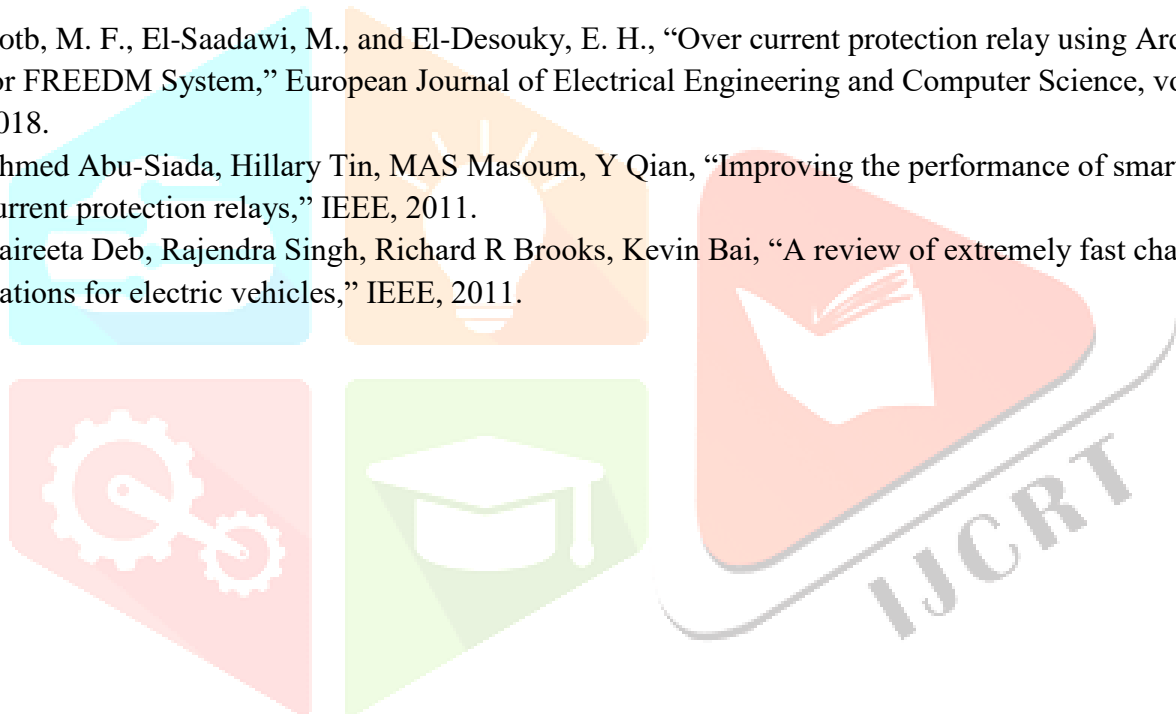 otb, M. F., El-Saadawi, M., and El-Desouky, E. H., “Over current protection relay using Ard
or FREEDM System,” European Journal of Electrical Engineering and Computer Science, vo
018.
hmed Abu-Siada, Hillary Tin, MAS Masoum, Y Qian, “Improving the performance of smar
urrent protection relays,” IEEE, 2011.
aireeta Deb, Rajendra Singh, Richard R Brooks, Kevin Bai, “A review of extremely fast cha
ations for electric vehicles,” IEEE, 2011.
IJCRT